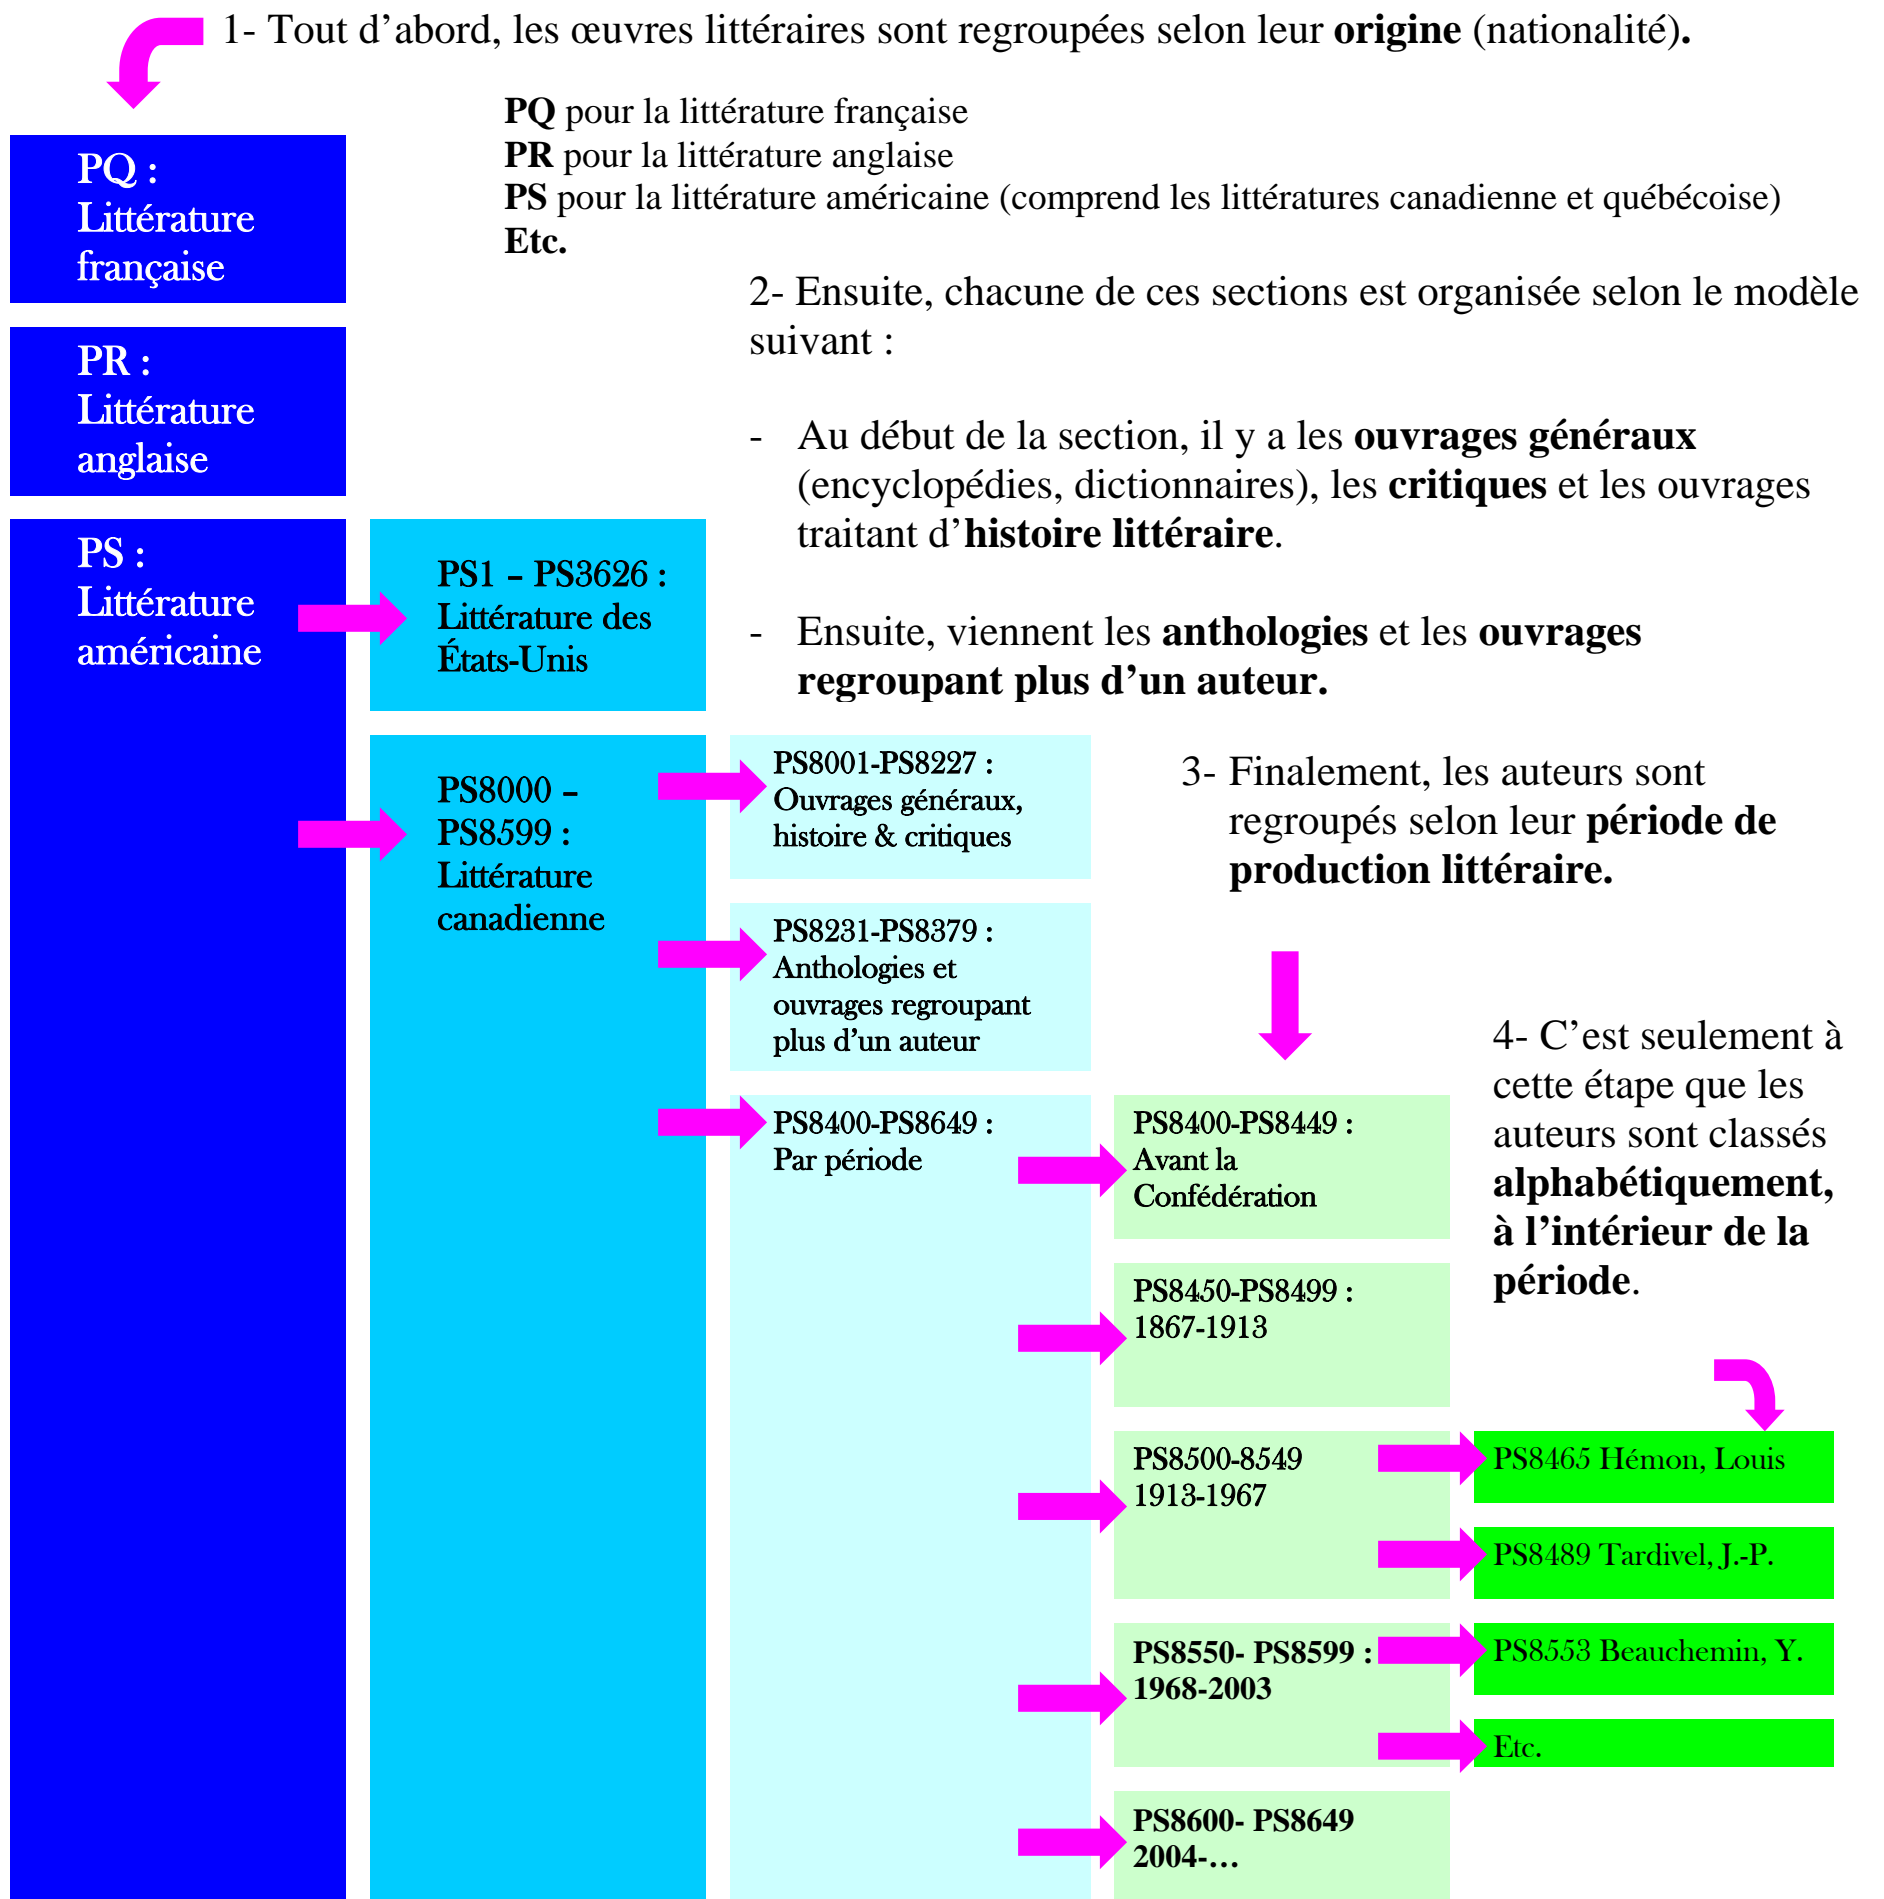 1- Tout d’abord, les œuvres littéraires sont regroupées selon leur origine (nationalité).
PQ pour la littérature française
PR pour la littérature anglaise
PS pour la littérature américaine (comprend les littératures canadienne et québécoise)
Etc.
PQ :
Littérature
française
PR :
Littérature
anglaise
2- Ensuite, chacune de ces sections est organisée selon le modèle
suivant :
- Au début de la section, il y a les ouvrages généraux
(encyclopédies, dictionnaires), les critiques et les ouvrages
traitant d’histoire littéraire.
- Ensuite, viennent les anthologies et les ouvrages
regroupant plus d’un auteur.
PS :
Littérature
américaine
PS1 – PS3626 :
Littérature des
États-Unis
PS8000 –
PS8599 :
Littérature
canadienne
PS8001-PS8227 :
Ouvrages généraux,
histoire & critiques
PS8231-PS8379 :
Anthologies et
ouvrages regroupant
plus d’un auteur
PS8400-PS8649 :
Par période
3- Finalement, les auteurs sont
regroupés selon leur période de
production littéraire.
PS8400-PS8449 :
Avant la
Confédération
PS8450-PS8499 :
1867-1913
PS8500-8549
1913-1967
PS8550- PS8599 :
1968-2003
PS8600- PS8649
2004-…
4- C’est seulement à
cette étape que les
auteurs sont classés
alphabétiquement,
à l’intérieur de la
période.
PS8465 Hémon, Louis
PS8489 Tardivel, J.-P.
PS8553 Beauchemin, Y.
Etc.